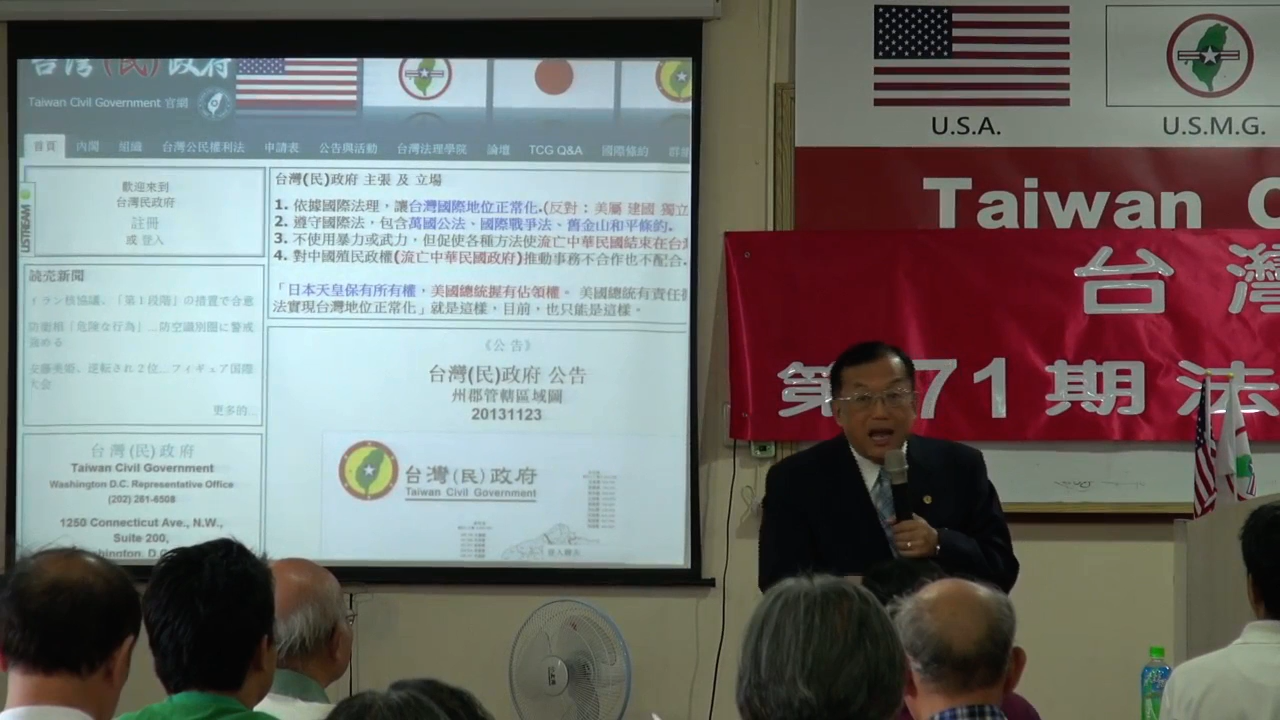 台灣(民)政府
Taiwan Civil Government 官網
首頁 內閣 組織 台灣公民權利法 申請表 公告與活動 台灣法理學院 論壇 TCG Q&A 國際條約
歡迎來到
台灣民政府
註冊
或 登入
LISTREAM
読売新聞
イラン核協議、「第1段階」の措置で合意
防衛相「危険な行為」…防空識別圏に警戒
強める
安藤美姫、逆転され2位…フィギュア国際
大会
更多的...
台灣(民)政府
Taiwan Civil Government
Washington D.C. Representative Office
(202) 261-6508
1250 Connecticut Ave., N.W.,
Suite 200,
台灣(民)政府 主張 及 立場
1. 依據國際法理，讓台灣國際地位正常化.(反對：美屬 建國 獨立
2. 遵守國際法，包含萬國公法、國際戰爭法、舊金山和平條約.
3. 不使用暴力或武力，但促使各種方法使流亡中華民國結束在台灣
4. 對中國殖民政權(流亡中華民國政府)推動事務不合作也不配合.
「日本天皇保有所有權，美國總統握有佔領權。美國總統有責任
法實現台灣地位正常化」就是這樣，目前，也只能是這樣。
《公告》
台灣(民)政府 公告
州郡管轄區域圖
20131123
台灣(民)政府
Taiwan Civil Government
U.S.A.
U.S.M.G.
Taiwan C
台灣
第71期法